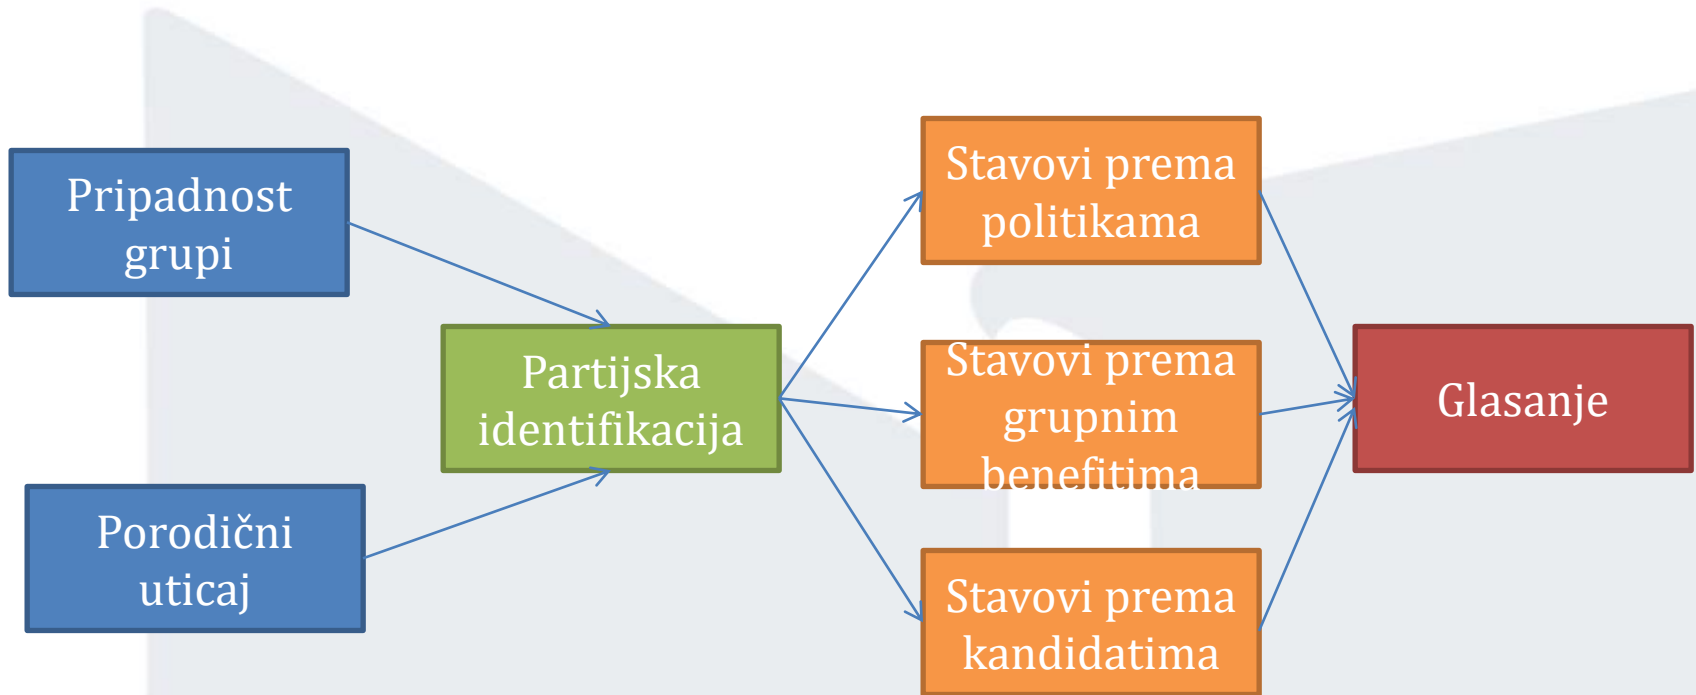 Pripadnost
grupi
Porodični
uticaj
Partijska
identifikacija
Stavovi prema
politikama
Stavovi prema
grupnim
benefitima
Stavovi prema
kandidatima
Glasanje